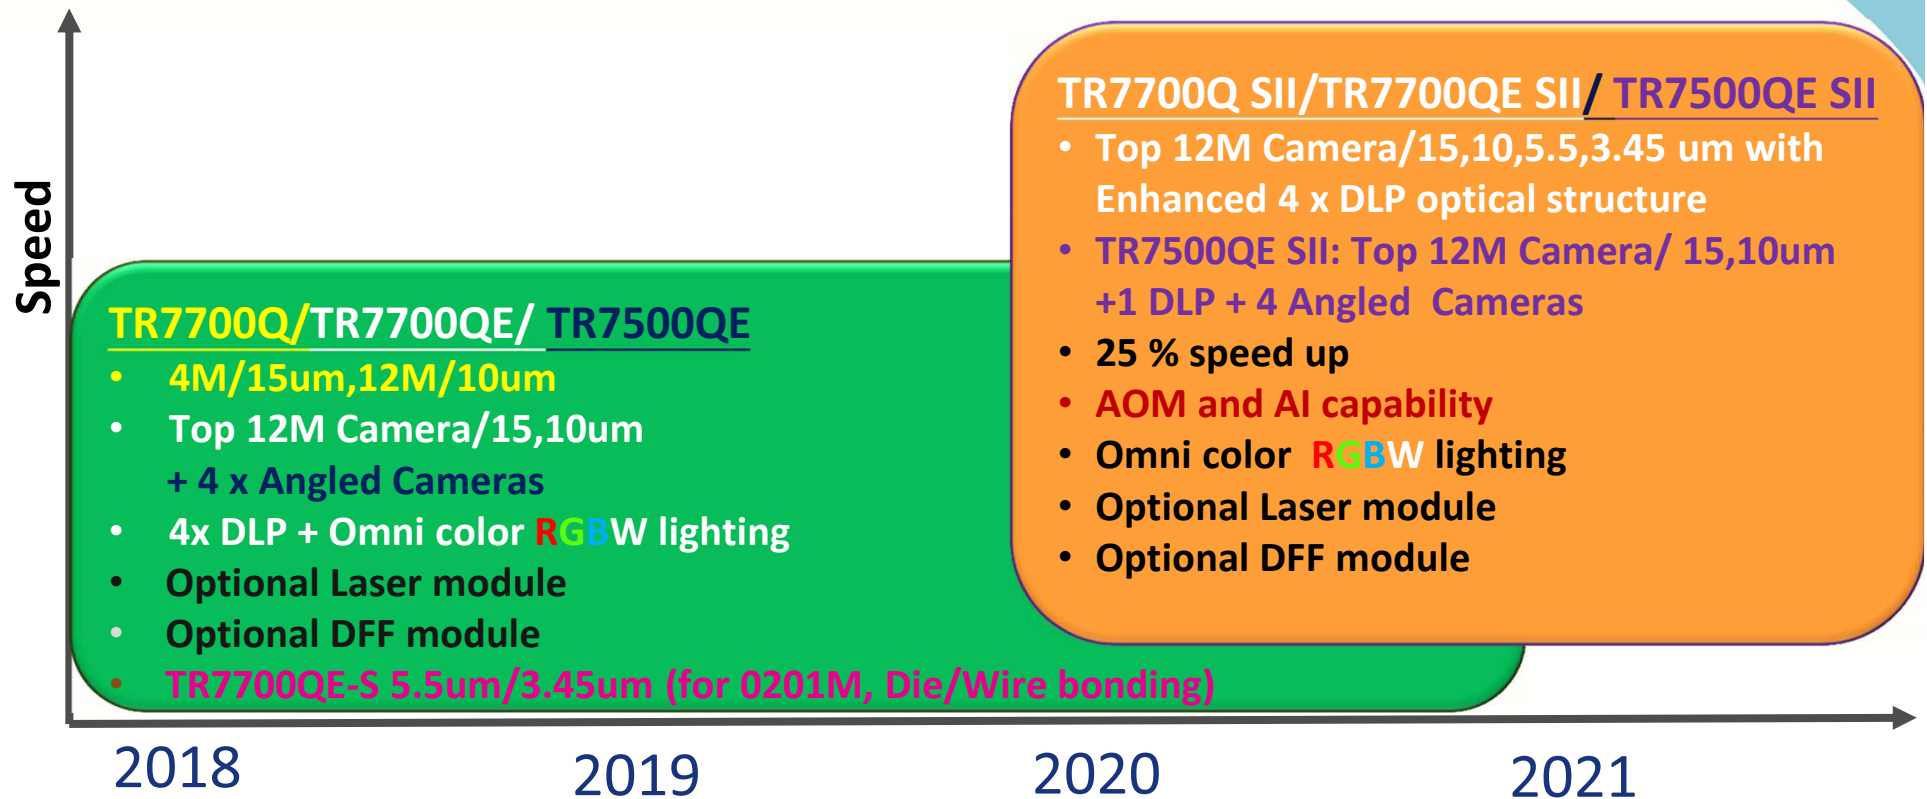 Speed
TR7700Q/TR7700QE/ TR7500QE
• 4M/15um,12M/10um
• Top 12M Camera/15,10um
+ 4 x Angled Cameras
• 4x DLP + Omni color RGBW lighting
• Optional Laser module
• Optional DFF module
• TR7700QE-S 5.5um/3.45um (for 0201M, Die/Wire bonding)
TR7700Q SII/TR7700QE SII/ TR7500QE SII
• Top 12M Camera/15,10,5.5,3.45 um with
Enhanced 4 x DLP optical structure
• TR7500QE SII: Top 12M Camera/ 15,10um
+1 DLP + 4 Angled Cameras
• 25 % speed up
• AOM and AI capability
• Omni color RGBW lighting
• Optional Laser module
• Optional DFF module
2018
2019
2020
2021